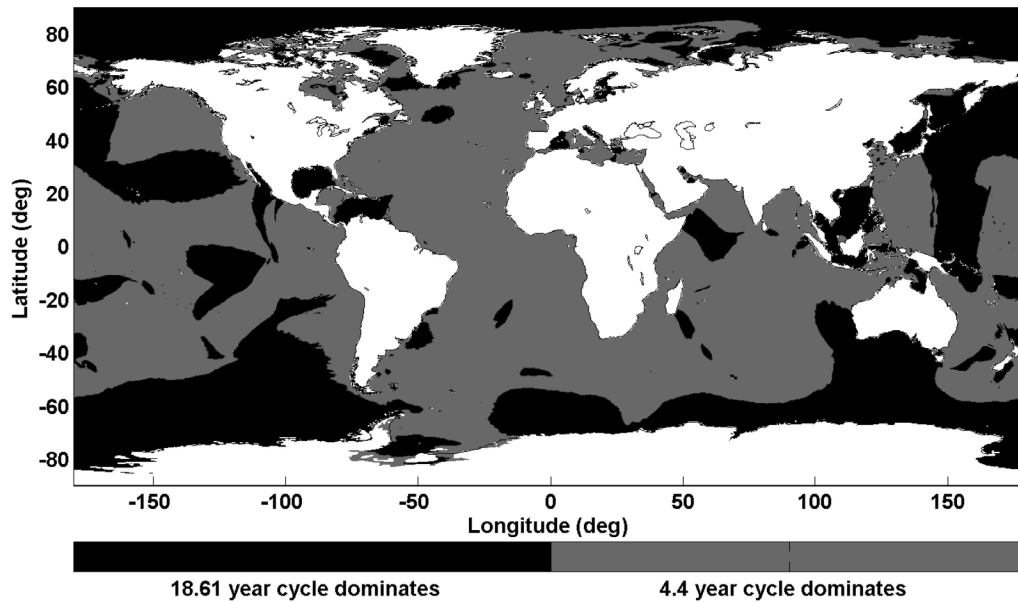 80
60
40
20
0
-20
-40
-60
-80
Latitude (deg)
-150 -100 -50 0 50 100 150
Longitude (deg)
18.61 year cycle dominates 4.4 year cycle dominates